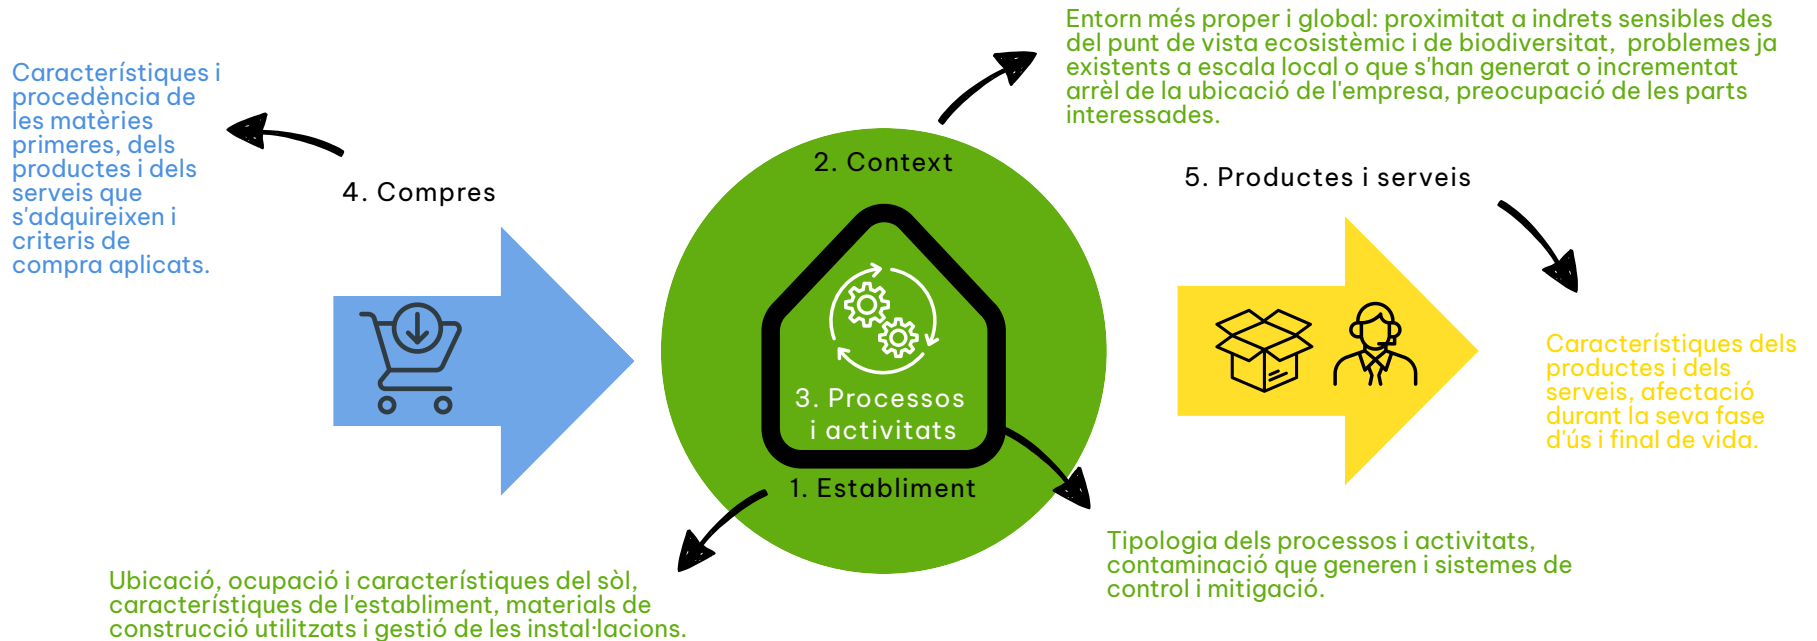 Entorn més proper i global: proximitat a indrets sensibles des
del punt de vista ecosistèmic i de biodiversitat, problemes ja
existents a escala local o que s'han generat o incrementat
arrèl de la ubicació de l'empresa, preocupació de les parts
interessades.
Característiques i
procedència de
les matèries
primeres, dels
productes i dels
serveis que
s'adquireixen i
criteris de
compra aplicats.
4. Compres
2. Context
5. Productes i serveis
3. Processos
i activitats
1. Establiment
Característiques dels
productes i dels
serveis, afectació
durant la seva fase
d'ús i final de vida.
Tipologia dels processos i activitats,
contaminació que generen i sistemes de
control i mitigació.
Ubicació, ocupació i característiques del sòl,
característiques de l'establiment, materials de
construcció utilitzats i gestió de les instal·lacions.